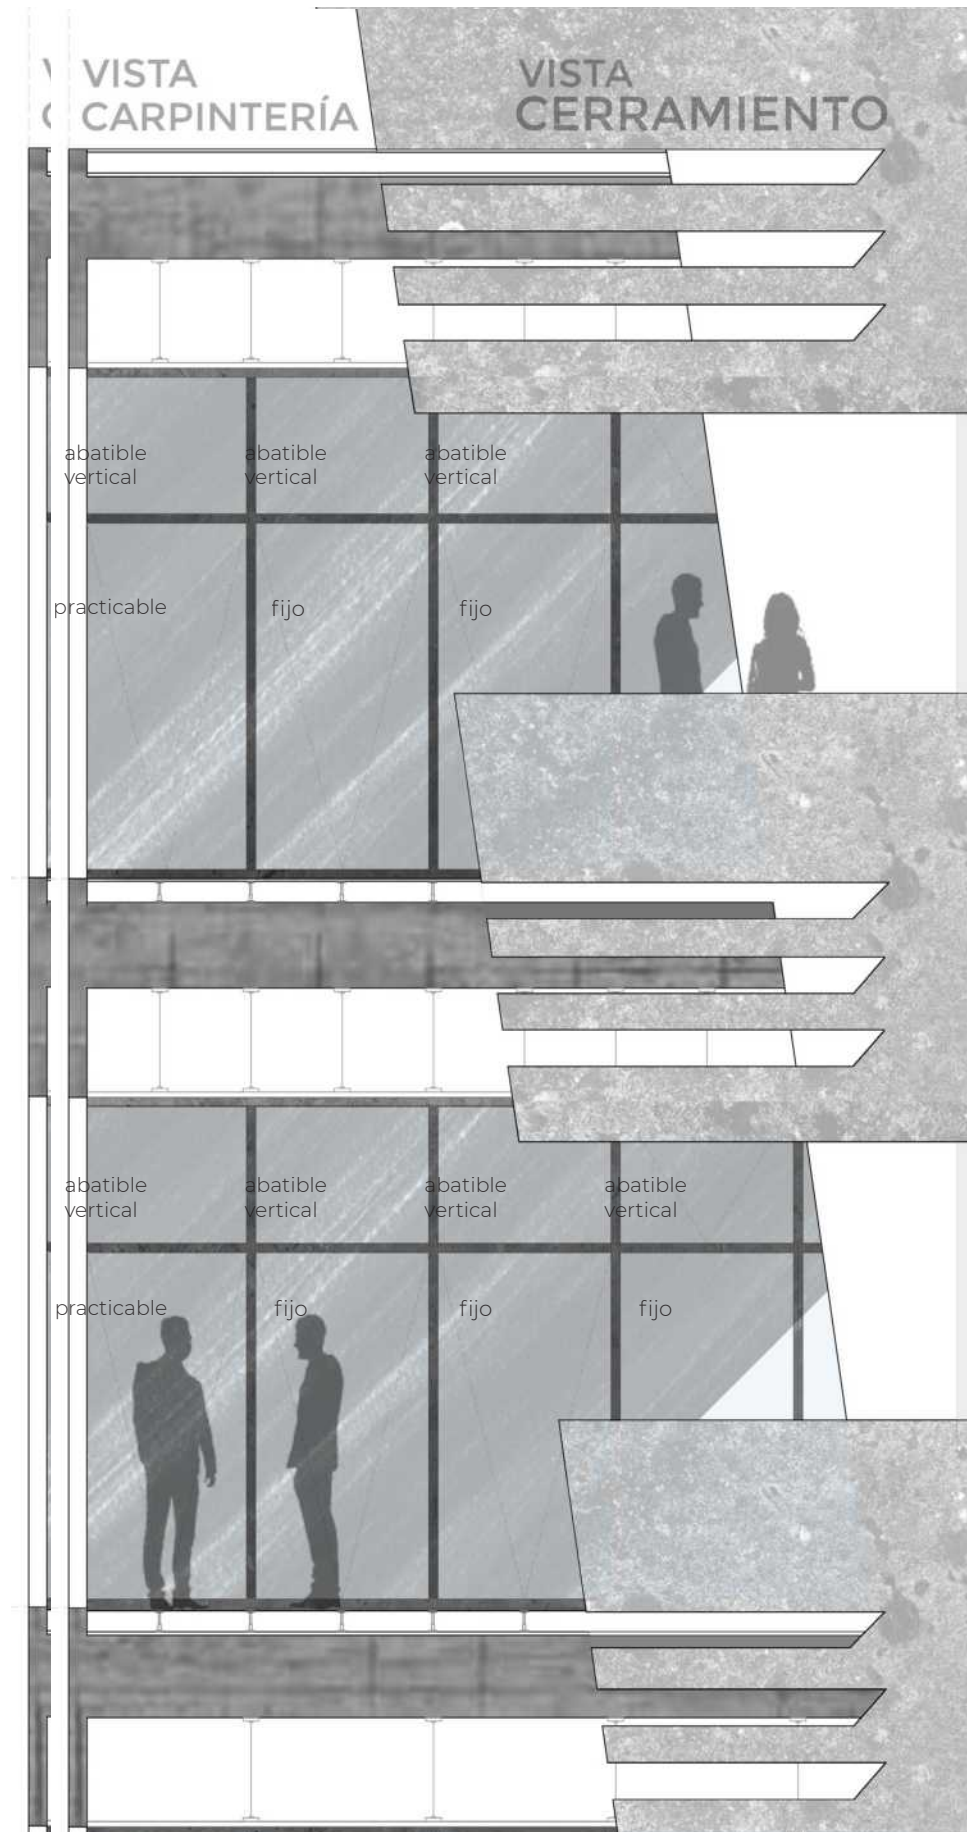 VISTA
CARPINTERÍA
VISTA
CERRAMIENTO
abatible
vertical
abatible
vertical
abatible
vertical
practicable
fijo
fijo
abatible
vertical
abatible
vertical
abatible
vertical
abatible
vertical
practicable
fijo
fijo
fijo